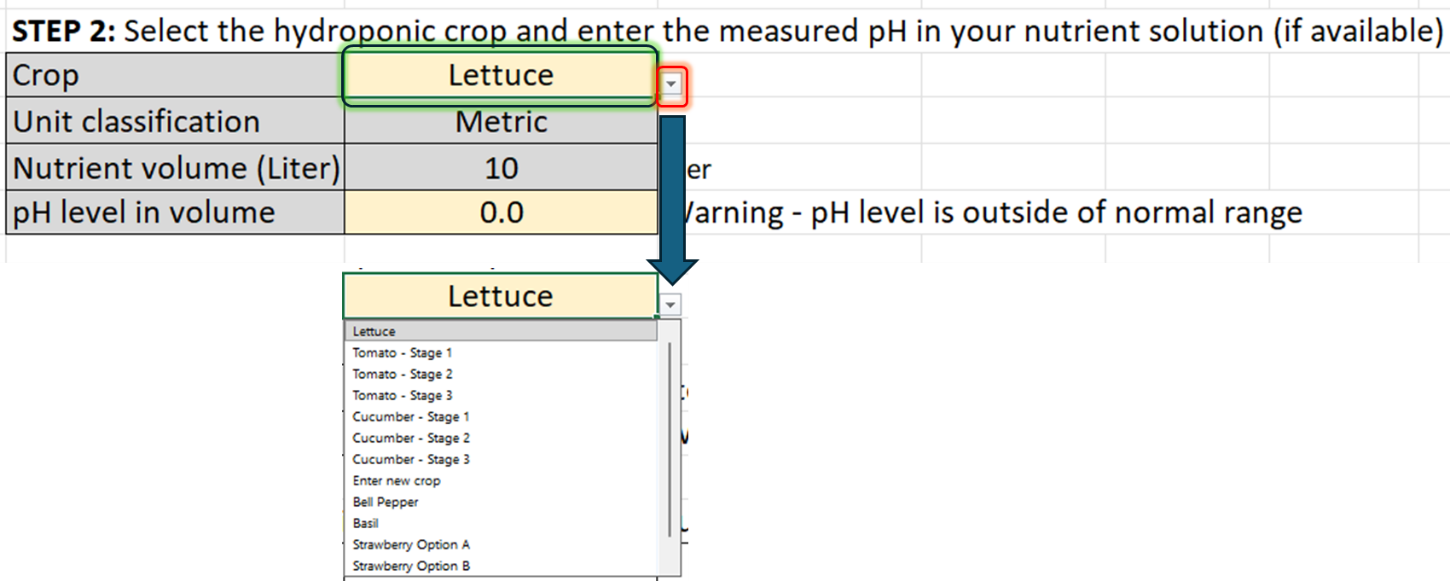 STEP 2: Select the hydroponic crop and enter the measured pH in your nutrient solution (if available)
Crop Lettuce
Unit classification Metric
Nutrient volume (Liter) 10
pH level in volume 0.0 - pH level is outside of normal range
Lettuce
Lettuce
Tomato - Stage 1
Tomato - Stage 2
Tomato - Stage 3
Cucumber - Stage 1
Cucumber - Stage 2
Cucumber - Stage 3
Enter new crop
Bell Pepper
Basil
Strawberry Option A
Strawberry Option B